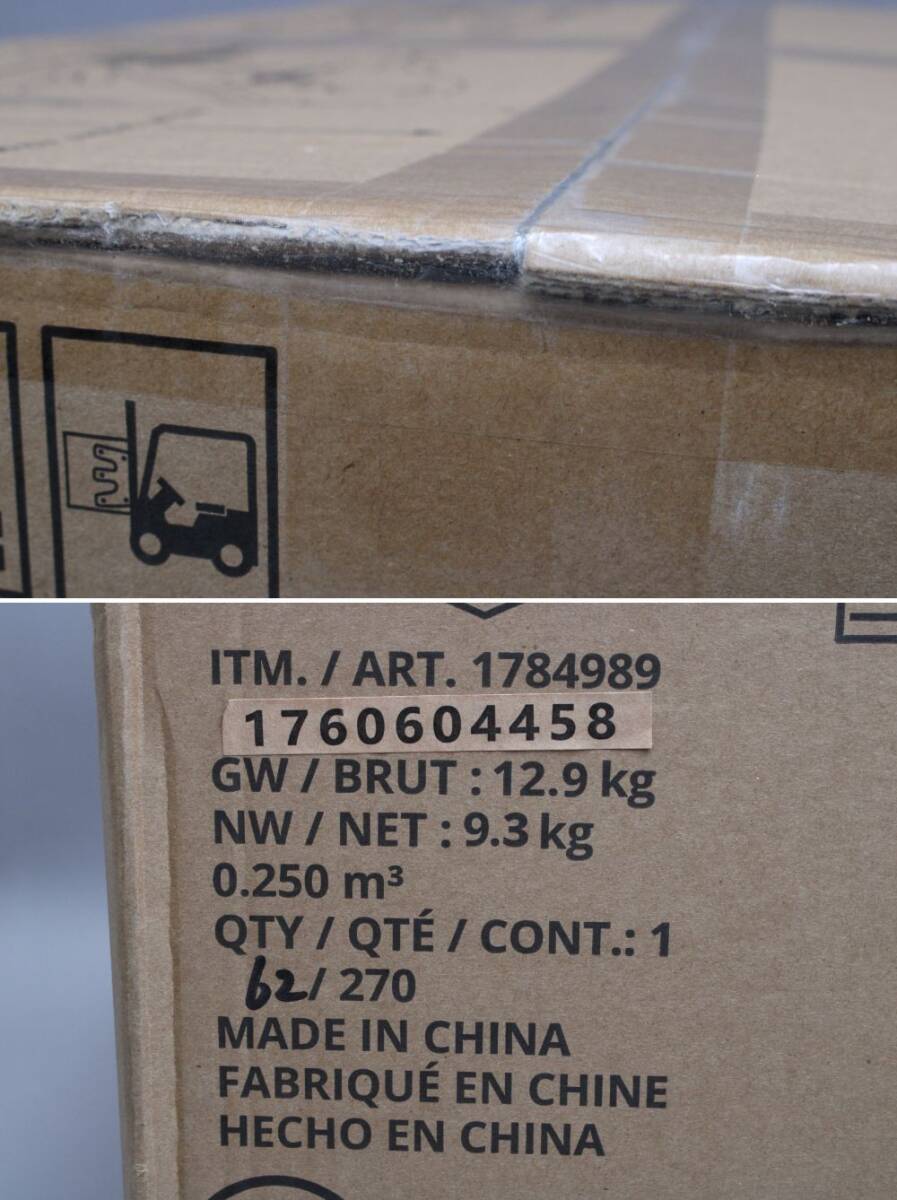 ITM. / ART. 1784989
1760604458
GW / BRUT : 12.9 kg
NW / NET : 9.3 kg
0.250 m³
QTY / QTÉ / CONT.: 1
62/ 270
MADE IN CHINA
FABRIQUÉ EN CHINE
HECHO EN CHINA